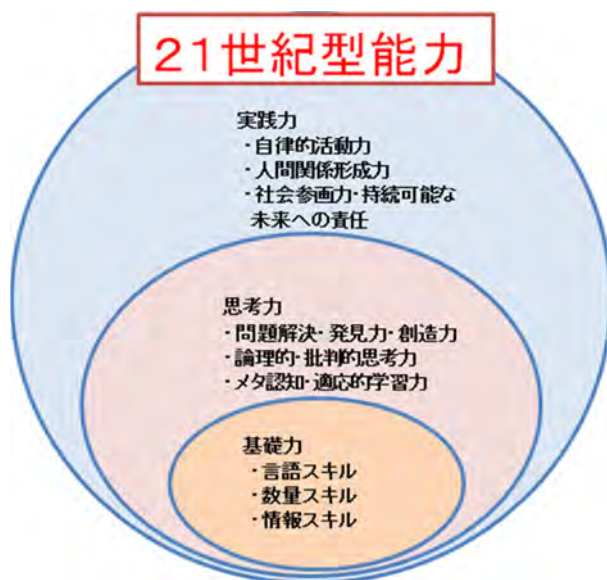 21世紀型能力
実践力
・自律的活動力
・人間関係形成力
・社会参画力・持続可能な
未来への責任
思考力
・問題解決・発見力・創造力
・論理的・批判的思考力
・メタ認知・適応的学習力
基礎力
・言語スキル
・数量スキル
・情報スキル